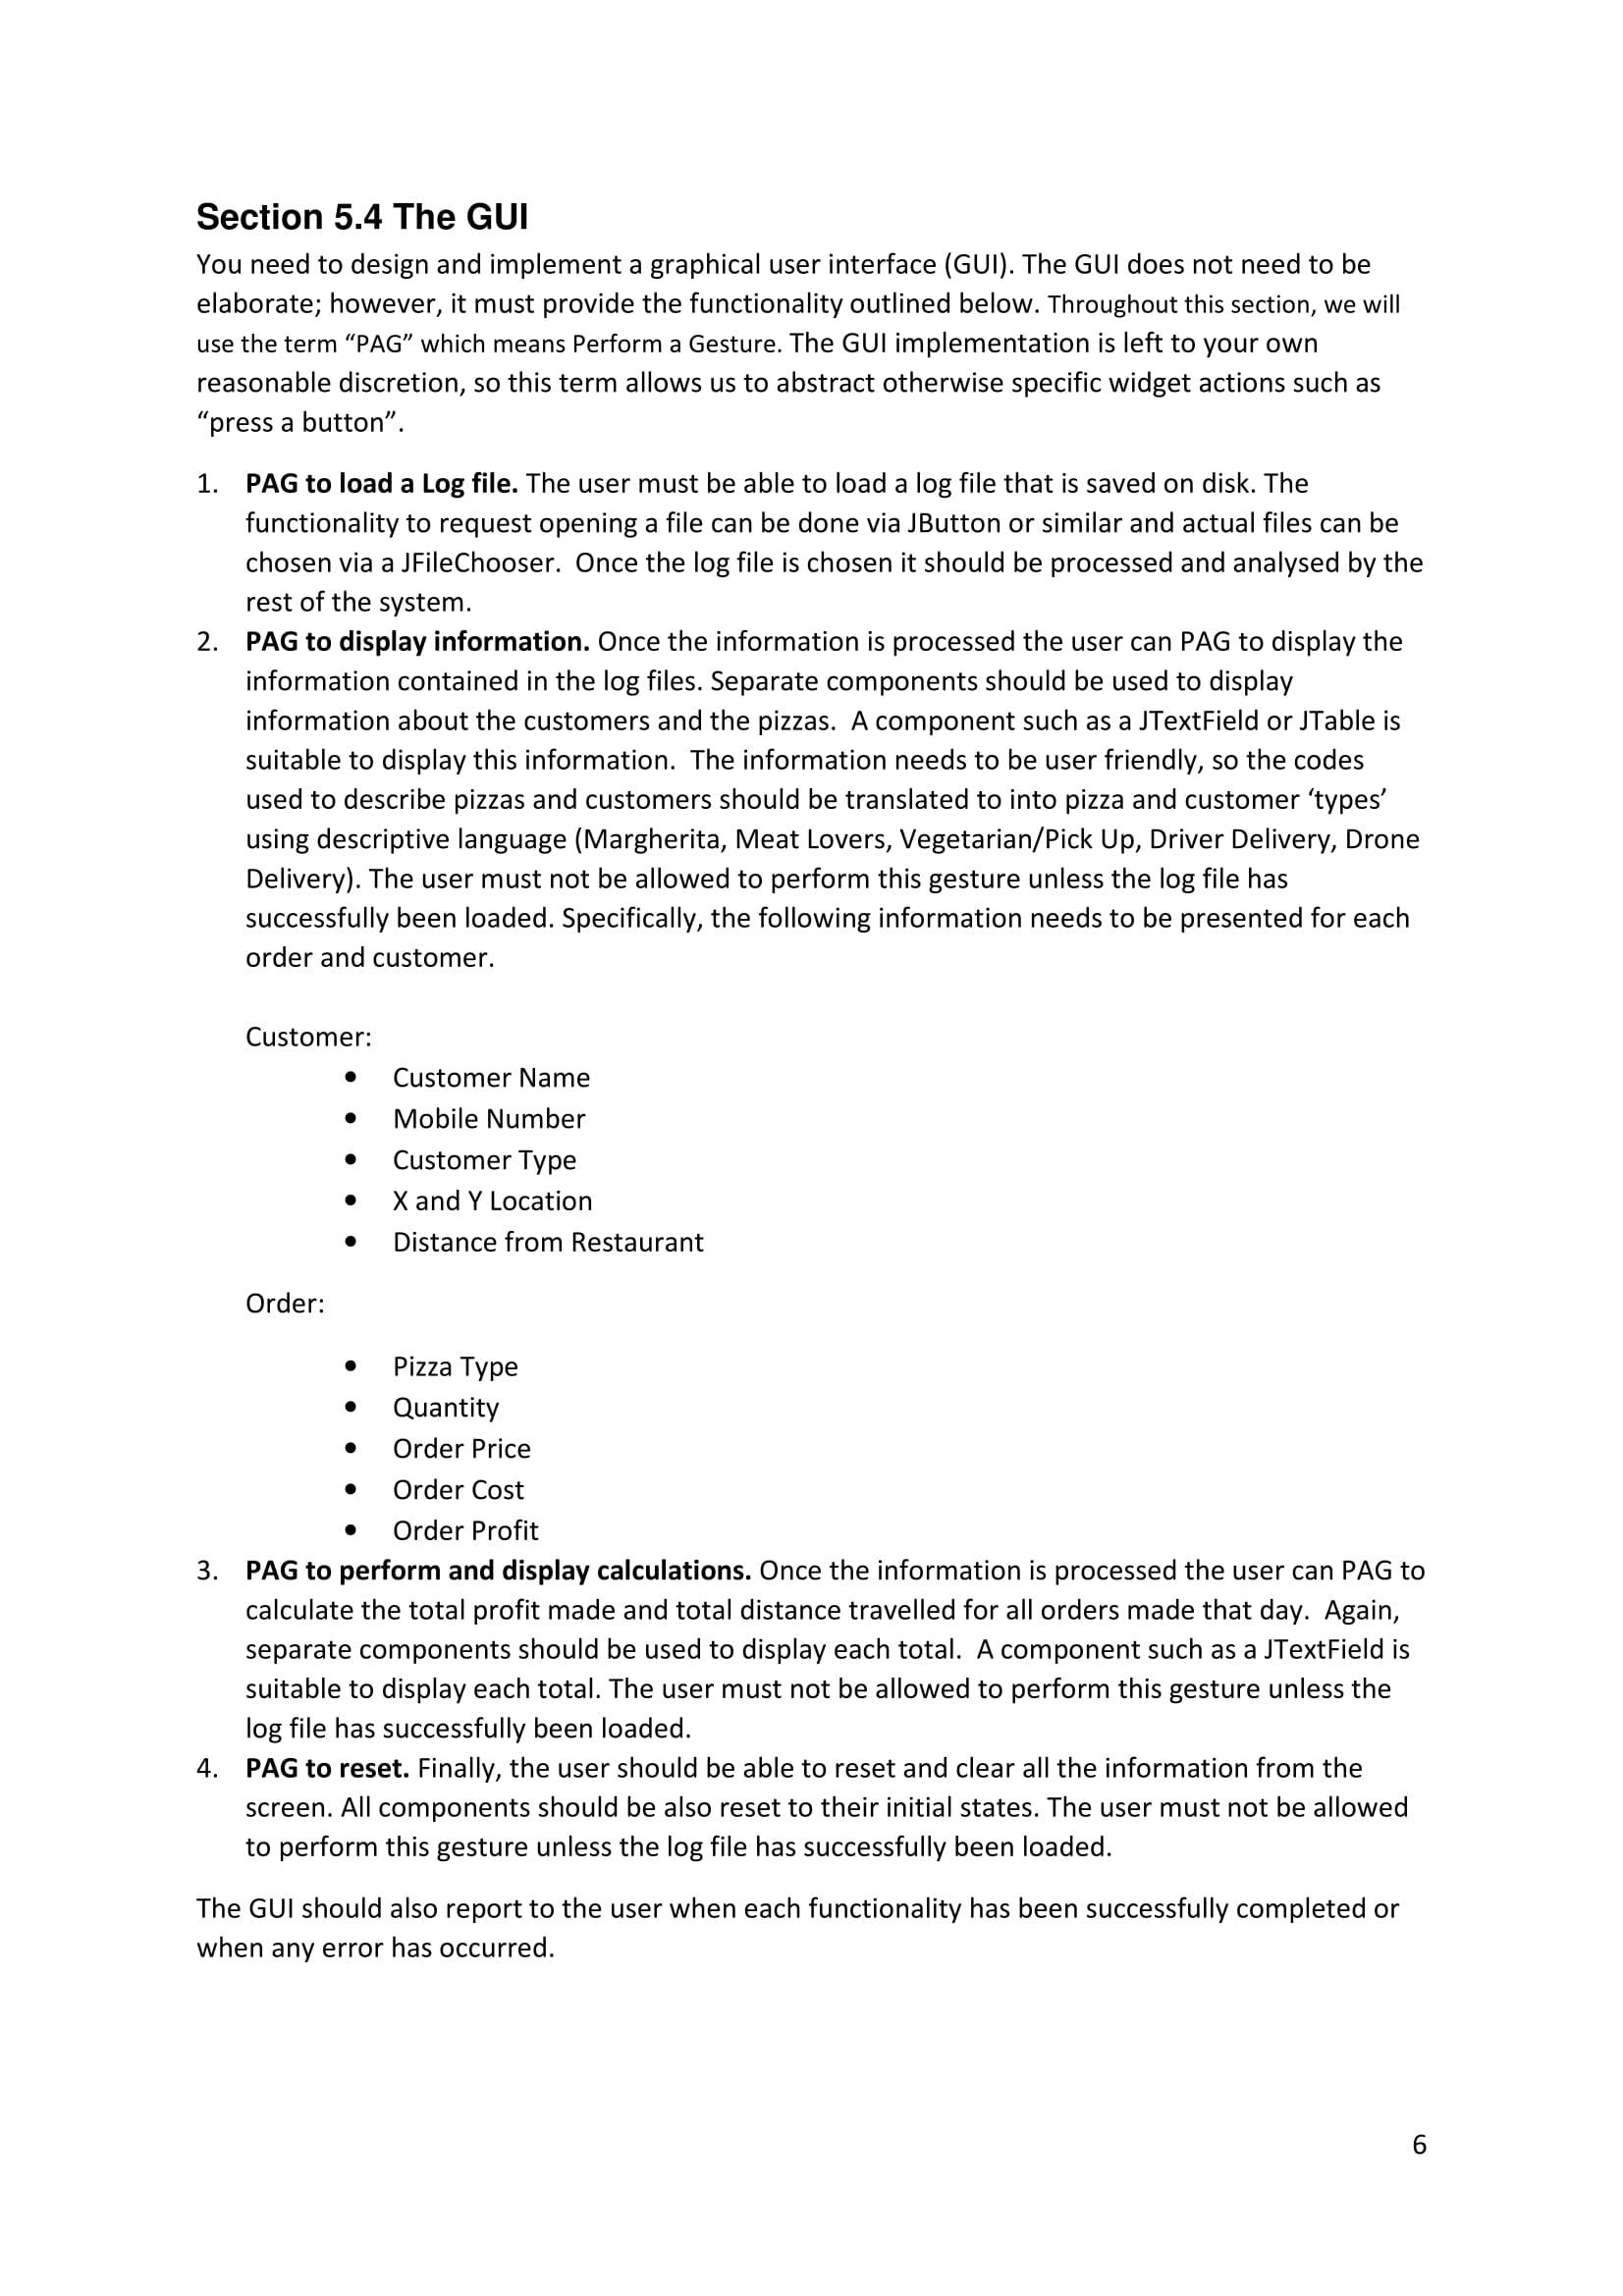 Section 5.4 The GUI
You need to design and implement a graphical user interface (GUI). The GUI does not need to be
elaborate; however, it must provide the functionality outlined below. Throughout this section, we will
use the term “PAG” which means Perform a Gesture. The GUI implementation is left to your own
reasonable discretion, so this term allows us to abstract otherwise specific widget actions such as
“press a button”.
1. PAG to load a Log file. The user must be able to load a log file that is saved on disk. The
functionality to request opening a file can be done via JButton or similar and actual files can be
chosen via a JFileChooser. Once the log file is chosen it should be processed and analysed by the
rest of the system.
2. PAG to display information. Once the information is processed the user can PAG to display the
information contained in the log files. Separate components should be used to display
information about the customers and the pizzas. A component such as a JTextField or JTable is
suitable to display this information. The information needs to be user friendly, so the codes
used to describe pizzas and customers should be translated to into pizza and customer ‘types’
using descriptive language (Margherita, Meat Lovers, Vegetarian/Pick Up, Driver Delivery, Drone
Delivery). The user must not be allowed to perform this gesture unless the log file has
successfully been loaded. Specifically, the following information needs to be presented for each
order and customer.
Customer:
• Customer Name
• Mobile Number
• Customer Type
• X and Y Location
• Distance from Restaurant
Order:
• Pizza Type
• Quantity
• Order Price
• Order Cost
• Order Profit
3. PAG to perform and display calculations. Once the information is processed the user can PAG to
calculate the total profit made and total distance travelled for all orders made that day. Again,
separate components should be used to display each total. A component such as a JTextField is
suitable to display each total. The user must not be allowed to perform this gesture unless the
log file has successfully been loaded.
4. PAG to reset. Finally, the user should be able to reset and clear all the information from the
screen. All components should be also reset to their initial states. The user must not be allowed
to perform this gesture unless the log file has successfully been loaded.
The GUI should also report to the user when each functionality has been successfully completed or
when any error has occurred.
6